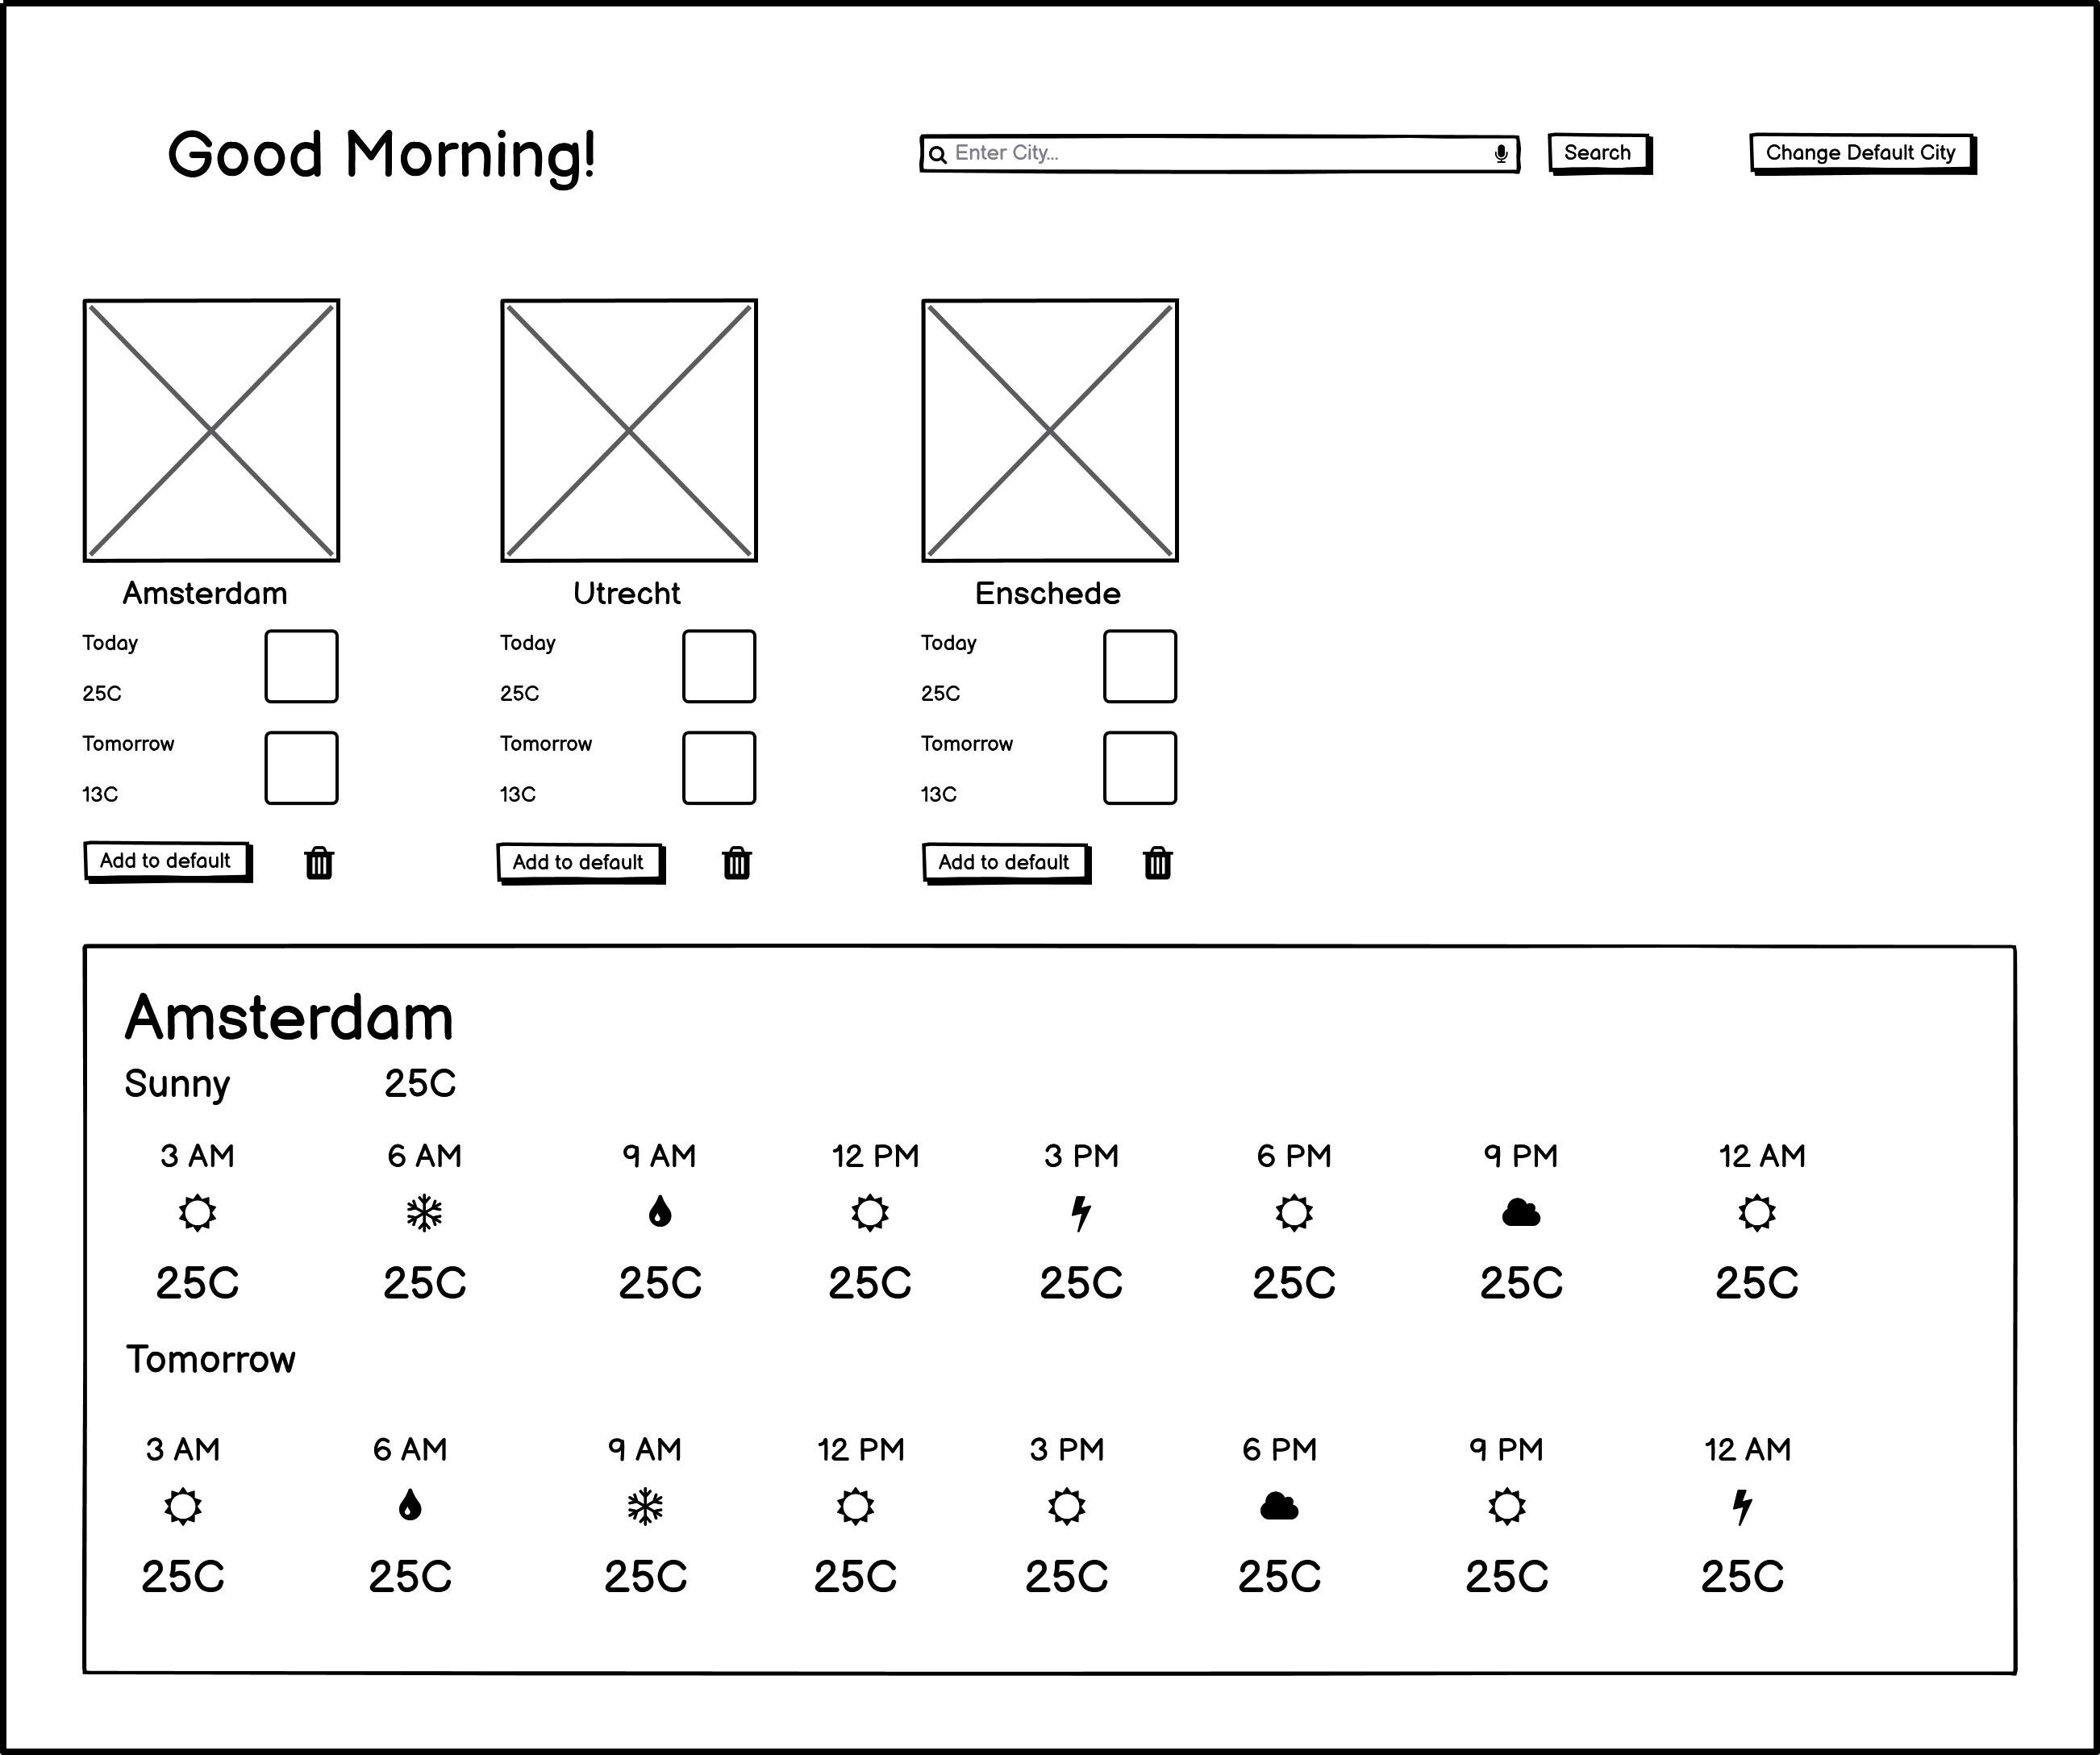 Good Morning!
Enter City...
Search
Change Default City
Amsterdam
Today
25C
Tomorrow
13C
Add to default
Utrecht
Today
25C
Tomorrow
13C
Add to default
Enschede
Today
25C
Tomorrow
13C
Add to default
Amsterdam
Sunny 25C
3 AM 6 AM 9 AM 12 PM 3 PM 6 PM 9 PM 12 AM
25C 25C 25C 25C 25C 25C 25C 25C
Tomorrow
3 AM 6 AM 9 AM 12 PM 3 PM 6 PM 9 PM 12 AM
25C 25C 25C 25C 25C 25C 25C 25C